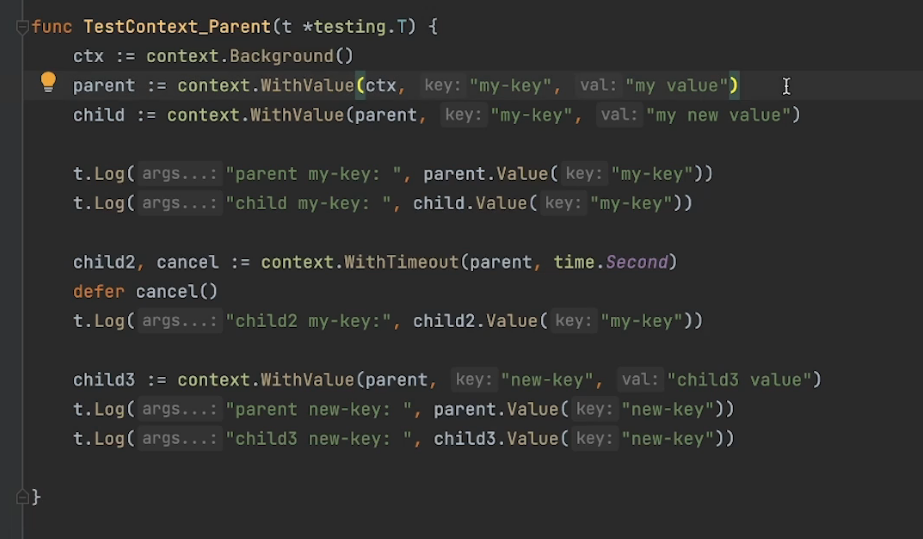 func TestContext_Parent(t *testing.T) {
    ctx := context.Background()
    parent := context.WithValue(ctx, key: "my-key", val: "my value")
    child := context.WithValue(parent, key: "my-key", val: "my new value")

    t.Log( args...: "parent my-key: ", parent.Value( key: "my-key"))
    t.Log( args...: "child my-key: ", child.Value( key: "my-key"))

    child2, cancel := context.WithTimeout(parent, time.Second)
    defer cancel()
    t.Log( args...: "child2 my-key:", child2.Value( key: "my-key"))

    child3 := context.WithValue(parent, key: "new-key", val: "child3 value")
    t.Log( args...: "parent new-key: ", parent.Value( key: "new-key"))
    t.Log( args...: "child3 new-key: ", child3.Value( key: "new-key"))

}